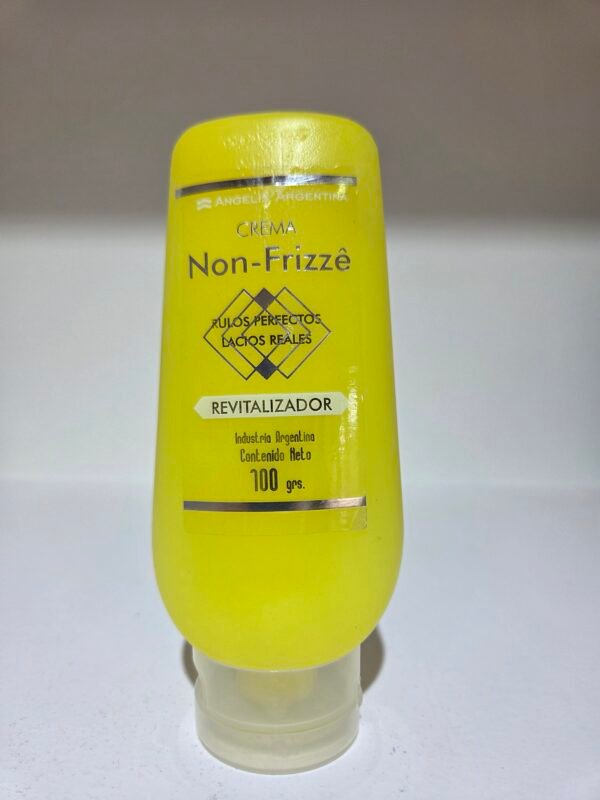 ANGELIS ARGENTINA
CREMA
Non-Frizzê
RULOS PERFECTOS
LACIOS REALES
REVITALIZADOR
Industria Argentina
Contenido Neto
100 grs.